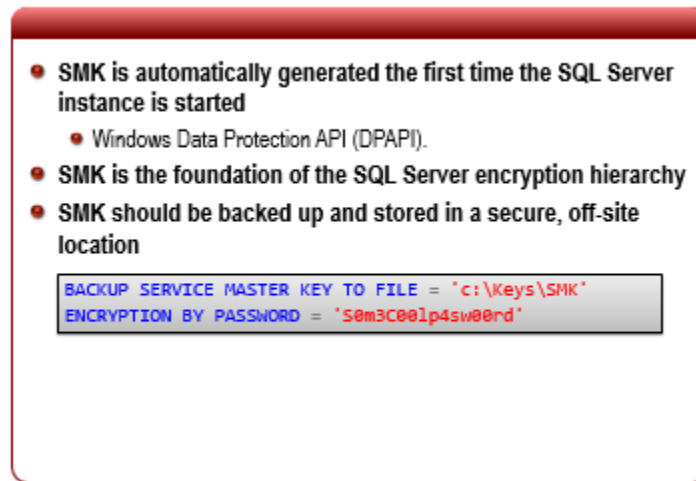 SMK is automatically generated the first time the SQL Server
instance is started
Windows Data Protection API (DPAPI).
SMK is the foundation of the SQL Server encryption hierarchy
SMK should be backed up and stored in a secure, off-site
location
BACKUP SERVICE MASTER KEY TO FILE = 'c:\Keys\SMK'
ENCRYPTION BY PASSWORD = 'S0m3C00lp4sw00rd'